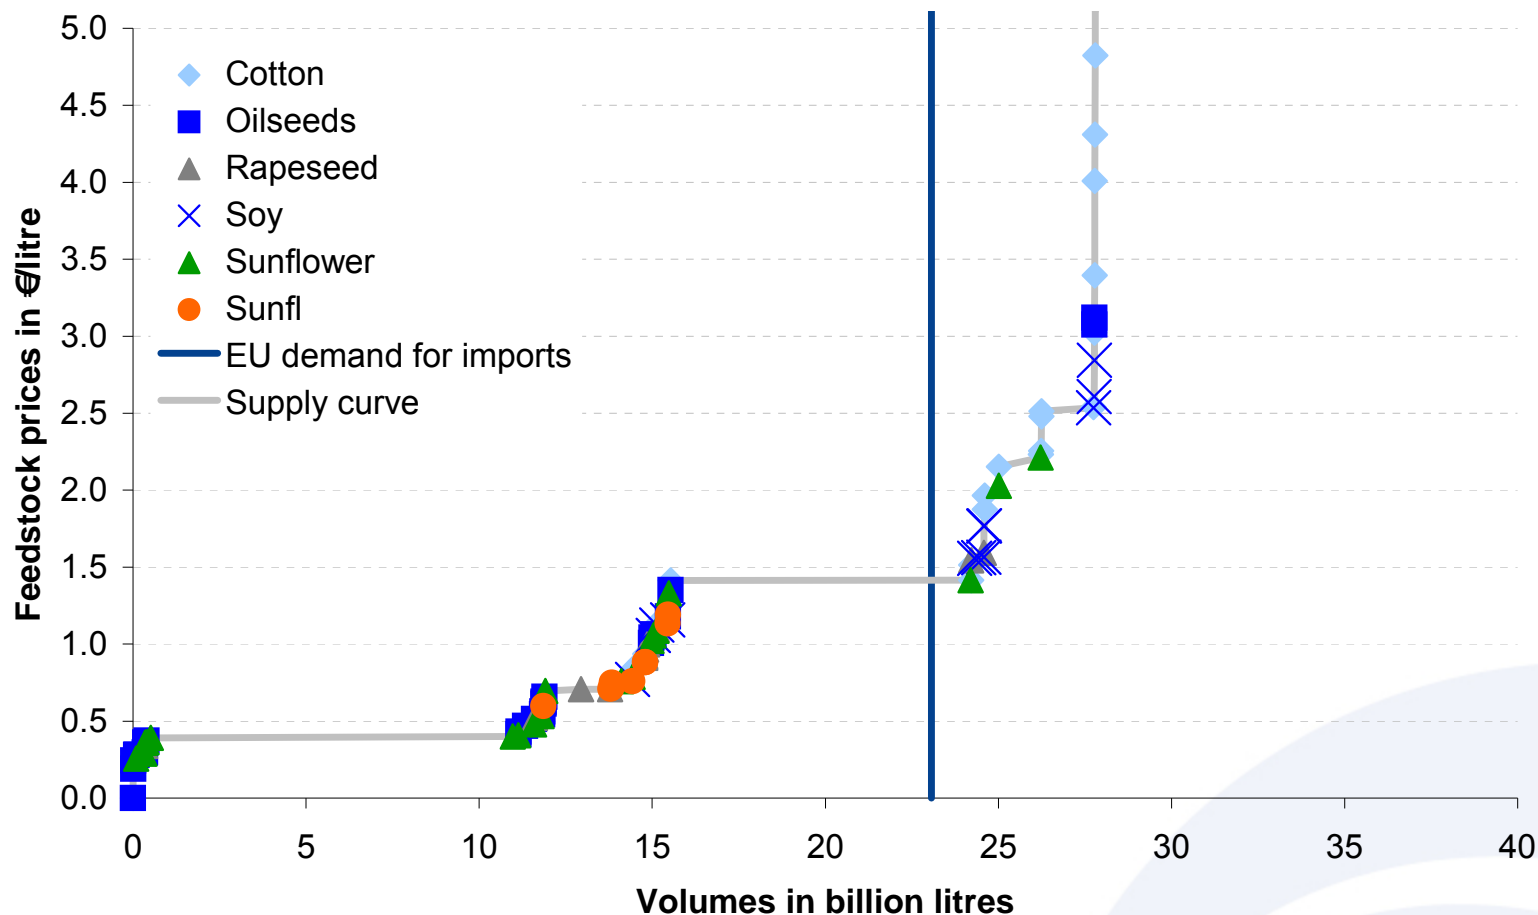 5.0
4.5
4.0
3.5
3.0
2.5
2.0
1.5
1.0
0.5
0.0
Feedstock prices in €/litre
Cotton
Oilseeds
Rapeseed
Soy
Sunflower
Sunfl
EU demand for imports
Supply curve
0 5 10 15 20 25 30 35 40
Volumes in billion litres